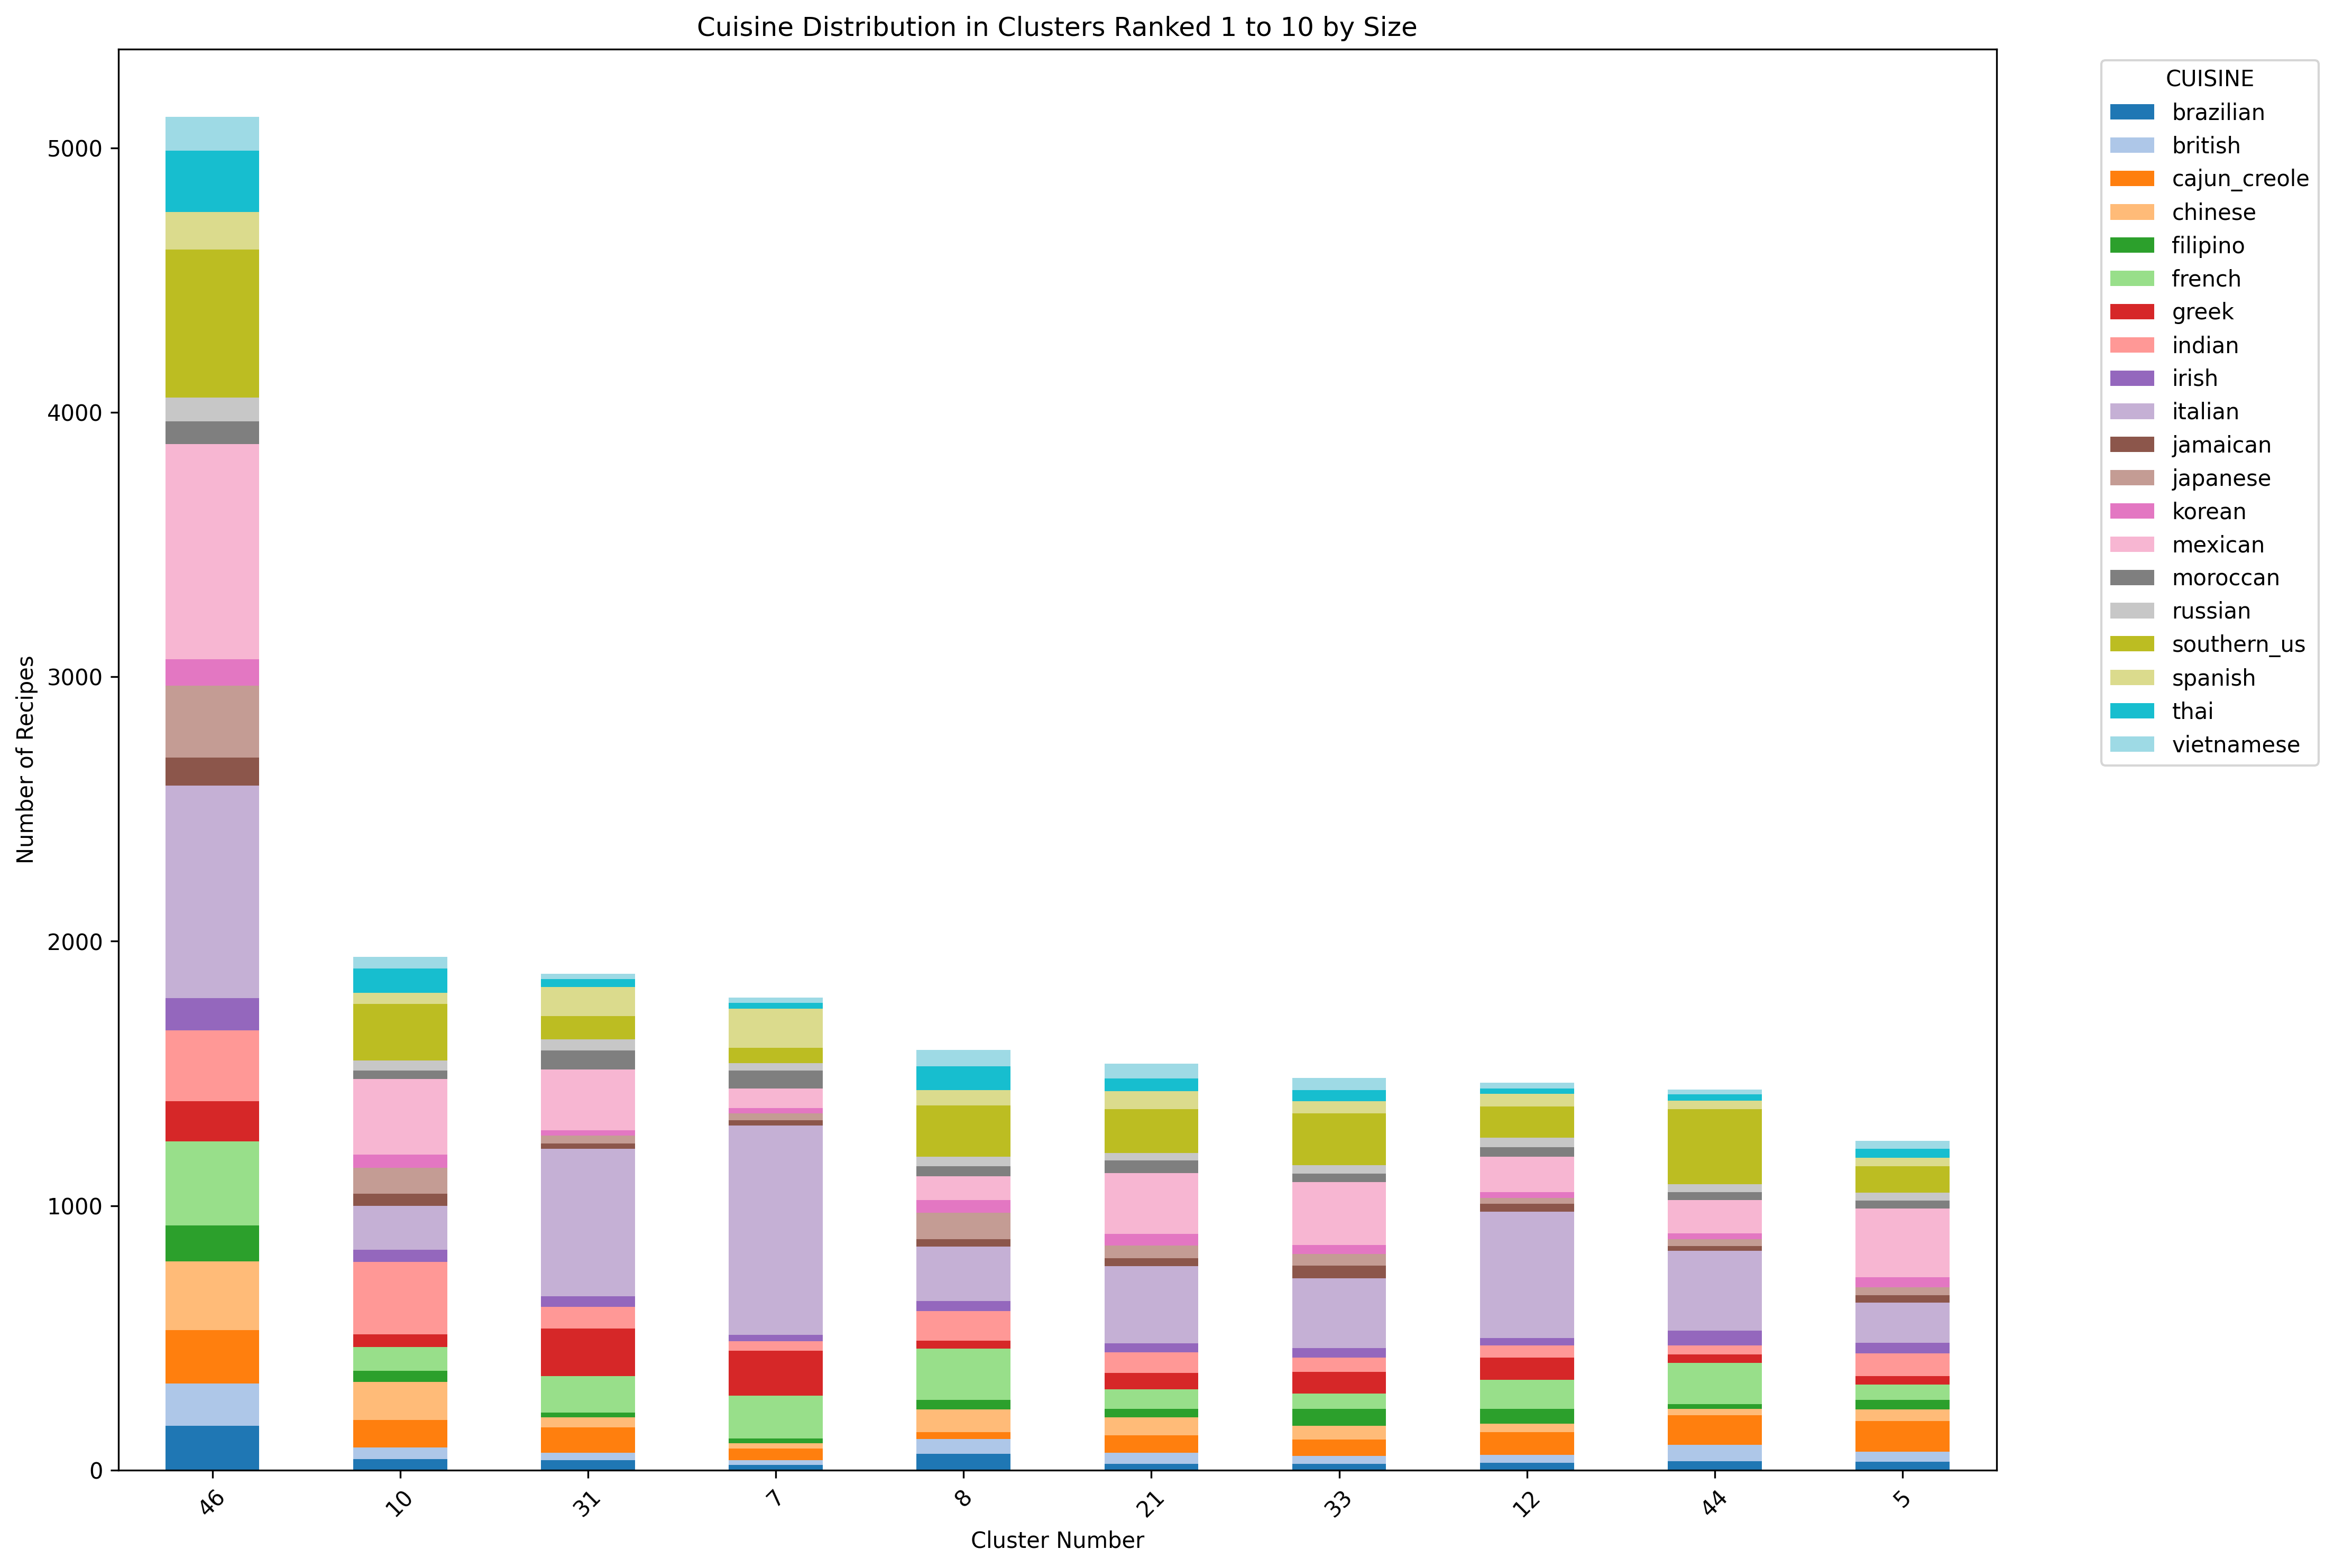 Cuisine Distribution in Clusters Ranked 1 to 10 by Size
Number of Recipes
5000
4000
3000
2000
1000
0
46
10
31
7
8
21
33
12
44
5
Cluster Number
CUISINE
brazilian
british
cajun_creole
chinese
filipino
french
greek
indian
irish
italian
jamaican
japanese
korean
mexican
moroccan
russian
southern_us
spanish
thai
vietnamese